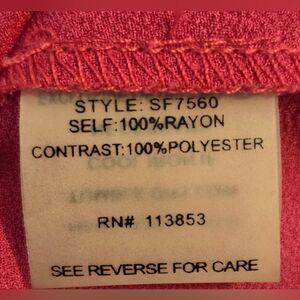 STYLE: SF7560
SELF:100%RAYON
CONTRAST:100%POLYESTER
RN# 113853
SEE REVERSE FOR CARE